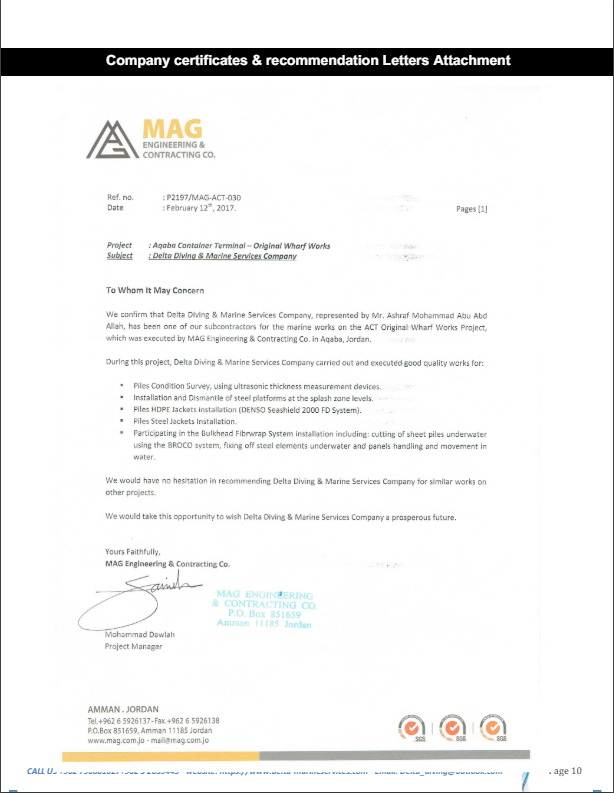 Company certificates & recommendation Letters Attachment
MAG
ENGINEERING &
CONTRACTING CO.
Ref. no. : P2197/MAG-ACT-030
Date : February 12th, 2017. Pages [1]
Project : Aqaba Container Terminal – Original Wharf Works
Subject : Delta Diving & Marine Services Company
To Whom It May Concern
We confirm that Delta Diving & Marine Services Company, represented by Mr. Ashraf Mohammad Abu Abd
Allah, has been one of our subcontractors for the marine works on the ACT Original Wharf Works Project,
which was executed by MAG Engineering & Contracting Co. in Aqaba, Jordan.
During this project, Delta Diving & Marine Services Company carried out and executed good quality works for:
▪ Piles Condition Survey, using ultrasonic thickness measurement devices.
▪ Installation and Dismantle of steel platforms at the splash zone levels.
▪ Piles HDPE Jackets installation (DENSO Seashield 2000 FD System).
▪ Piles Steel Jackets Installation.
▪ Participating in the Bulkhead Fibrwrap System installation including: cutting of sheet piles underwater
using the BROCO system, fixing off steel elements underwater and panels handling and movement in
water.
We would have no hesitation in recommending Delta Diving & Marine Services Company for similar works on
other projects.
We would take this opportunity to wish Delta Diving & Marine Services Company a prosperous future.
Yours Faithfully,
MAG Engineering & Contracting Co.
MAG ENGINEERING
& CONTRACTING CO.
P.O. Box 851659
Amman 11185 Jordan
Mohammad Dawlah
Project Manager
AMMAN . JORDAN
Tel.+962 6 5926137-Fax.+962 6 5926138
P.O.Box 851659, Amman 11185 Jordan
www.mag.com.jo - mail@mag.com.jo
SGS SGS SGS
CALL US
age 10